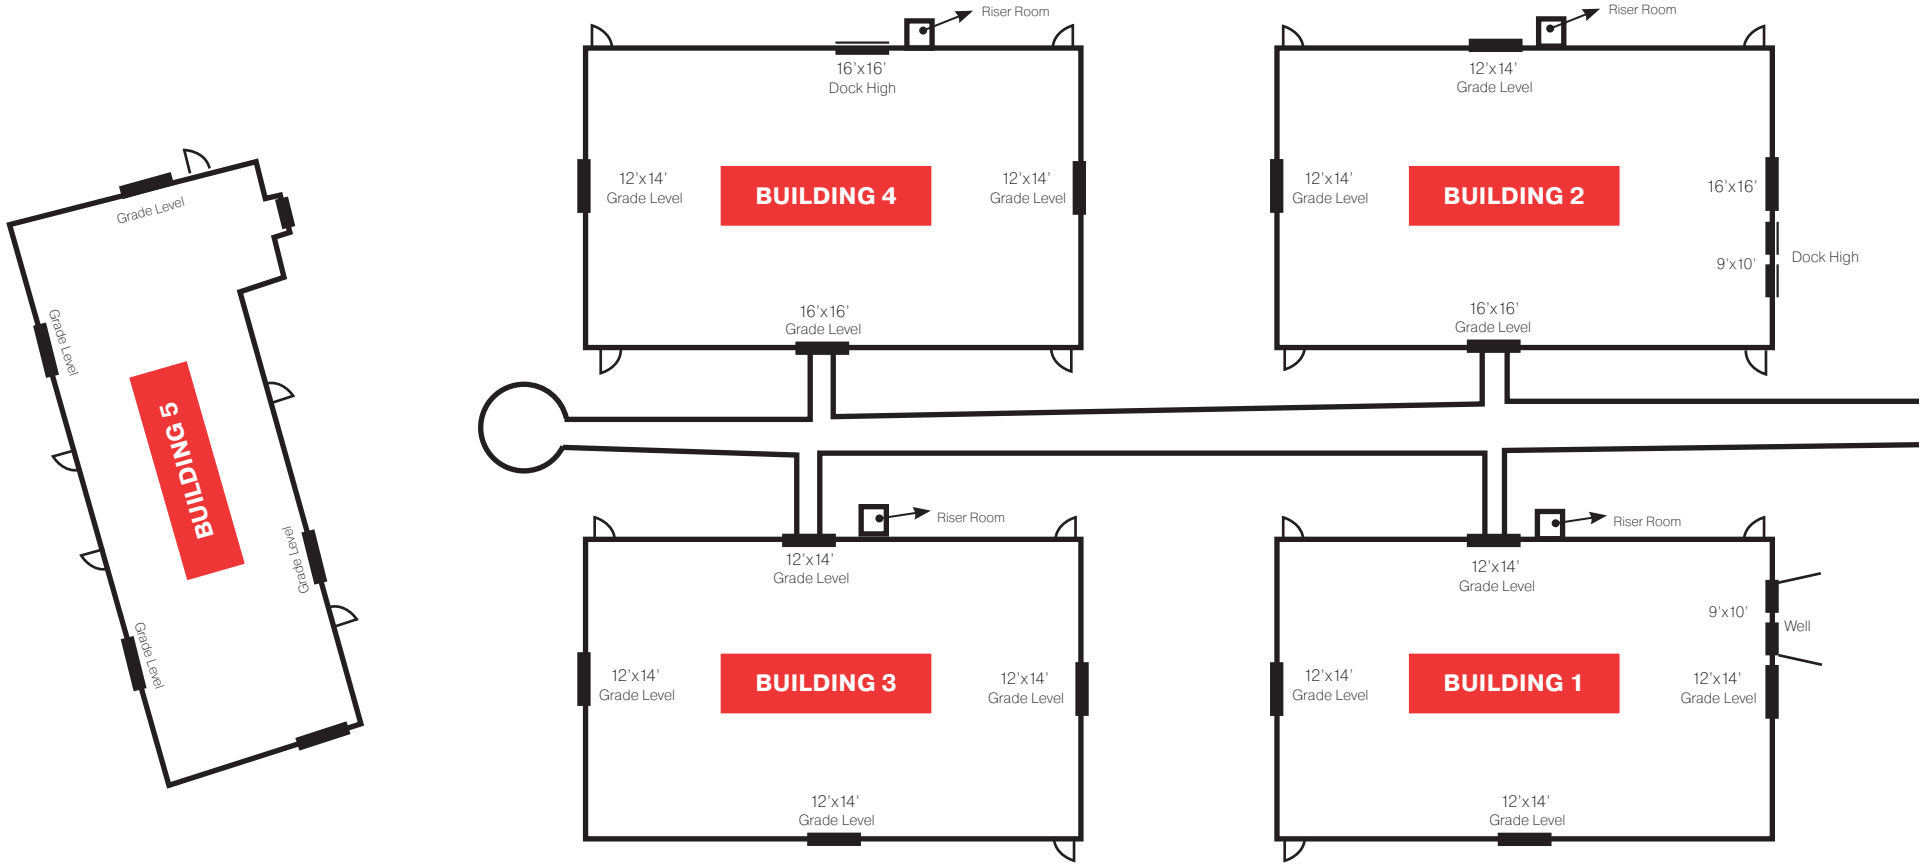 Grade Level
Grade Level
BUILDING 5
Grade Level
Grade Level
Riser Room
16'x16'
Dock High
12'x14'
Grade Level
BUILDING 4
12'x14'
Grade Level
16'x16'
Grade Level
Riser Room
12'x14'
Grade Level
12'x14'
Grade Level
BUILDING 2
16'x16'
9'x10'
Dock High
16'x16'
Grade Level
Riser Room
12'x14'
Grade Level
12'x14'
Grade Level
BUILDING 3
12'x14'
Grade Level
12'x14'
Grade Level
Riser Room
12'x14'
Grade Level
12'x14'
Grade Level
BUILDING 1
9'x10'
Well
12'x14'
Grade Level
12'x14'
Grade Level